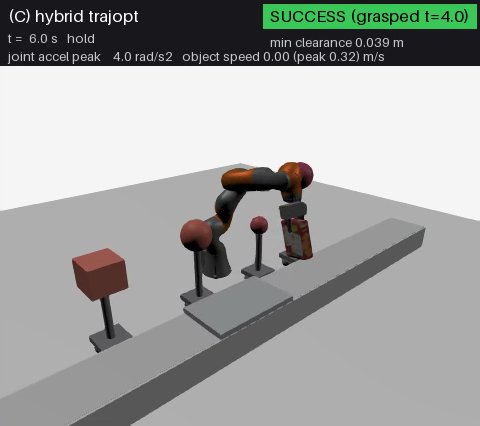 (C) hybrid trajopt
SUCCESS (grasped t=4.0)
t = 6.0 s hold
min clearance 0.039 m
joint accel peak 4.0 rad/s2 object speed 0.00 (peak 0.32) m/s